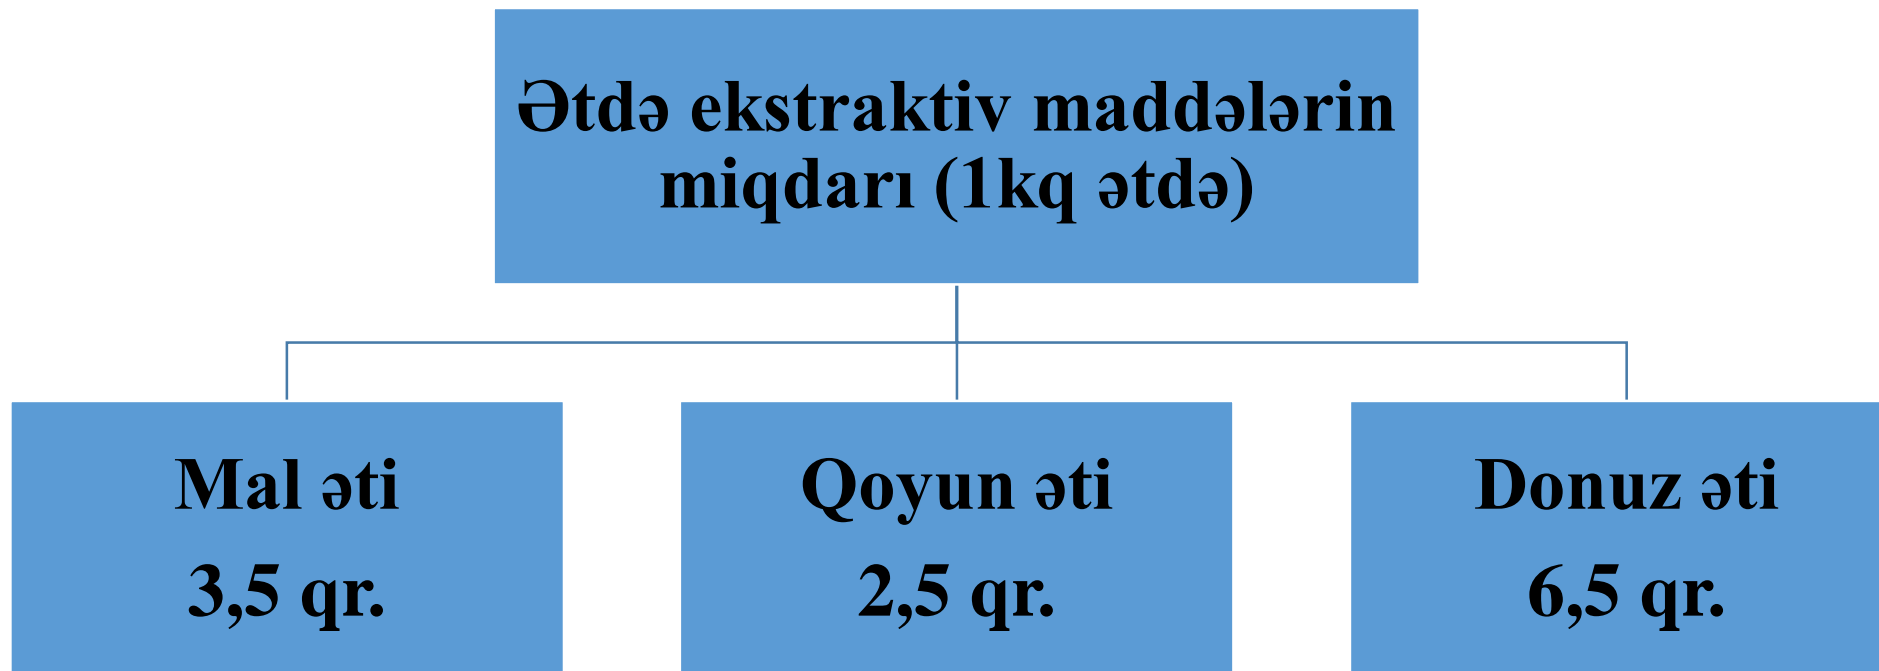 Ətdə ekstraktiv maddələrin
miqdarı (1kq ətdə)
Mal əti
3,5 qr.
Qoyun əti
2,5 qr.
Donuz əti
6,5 qr.